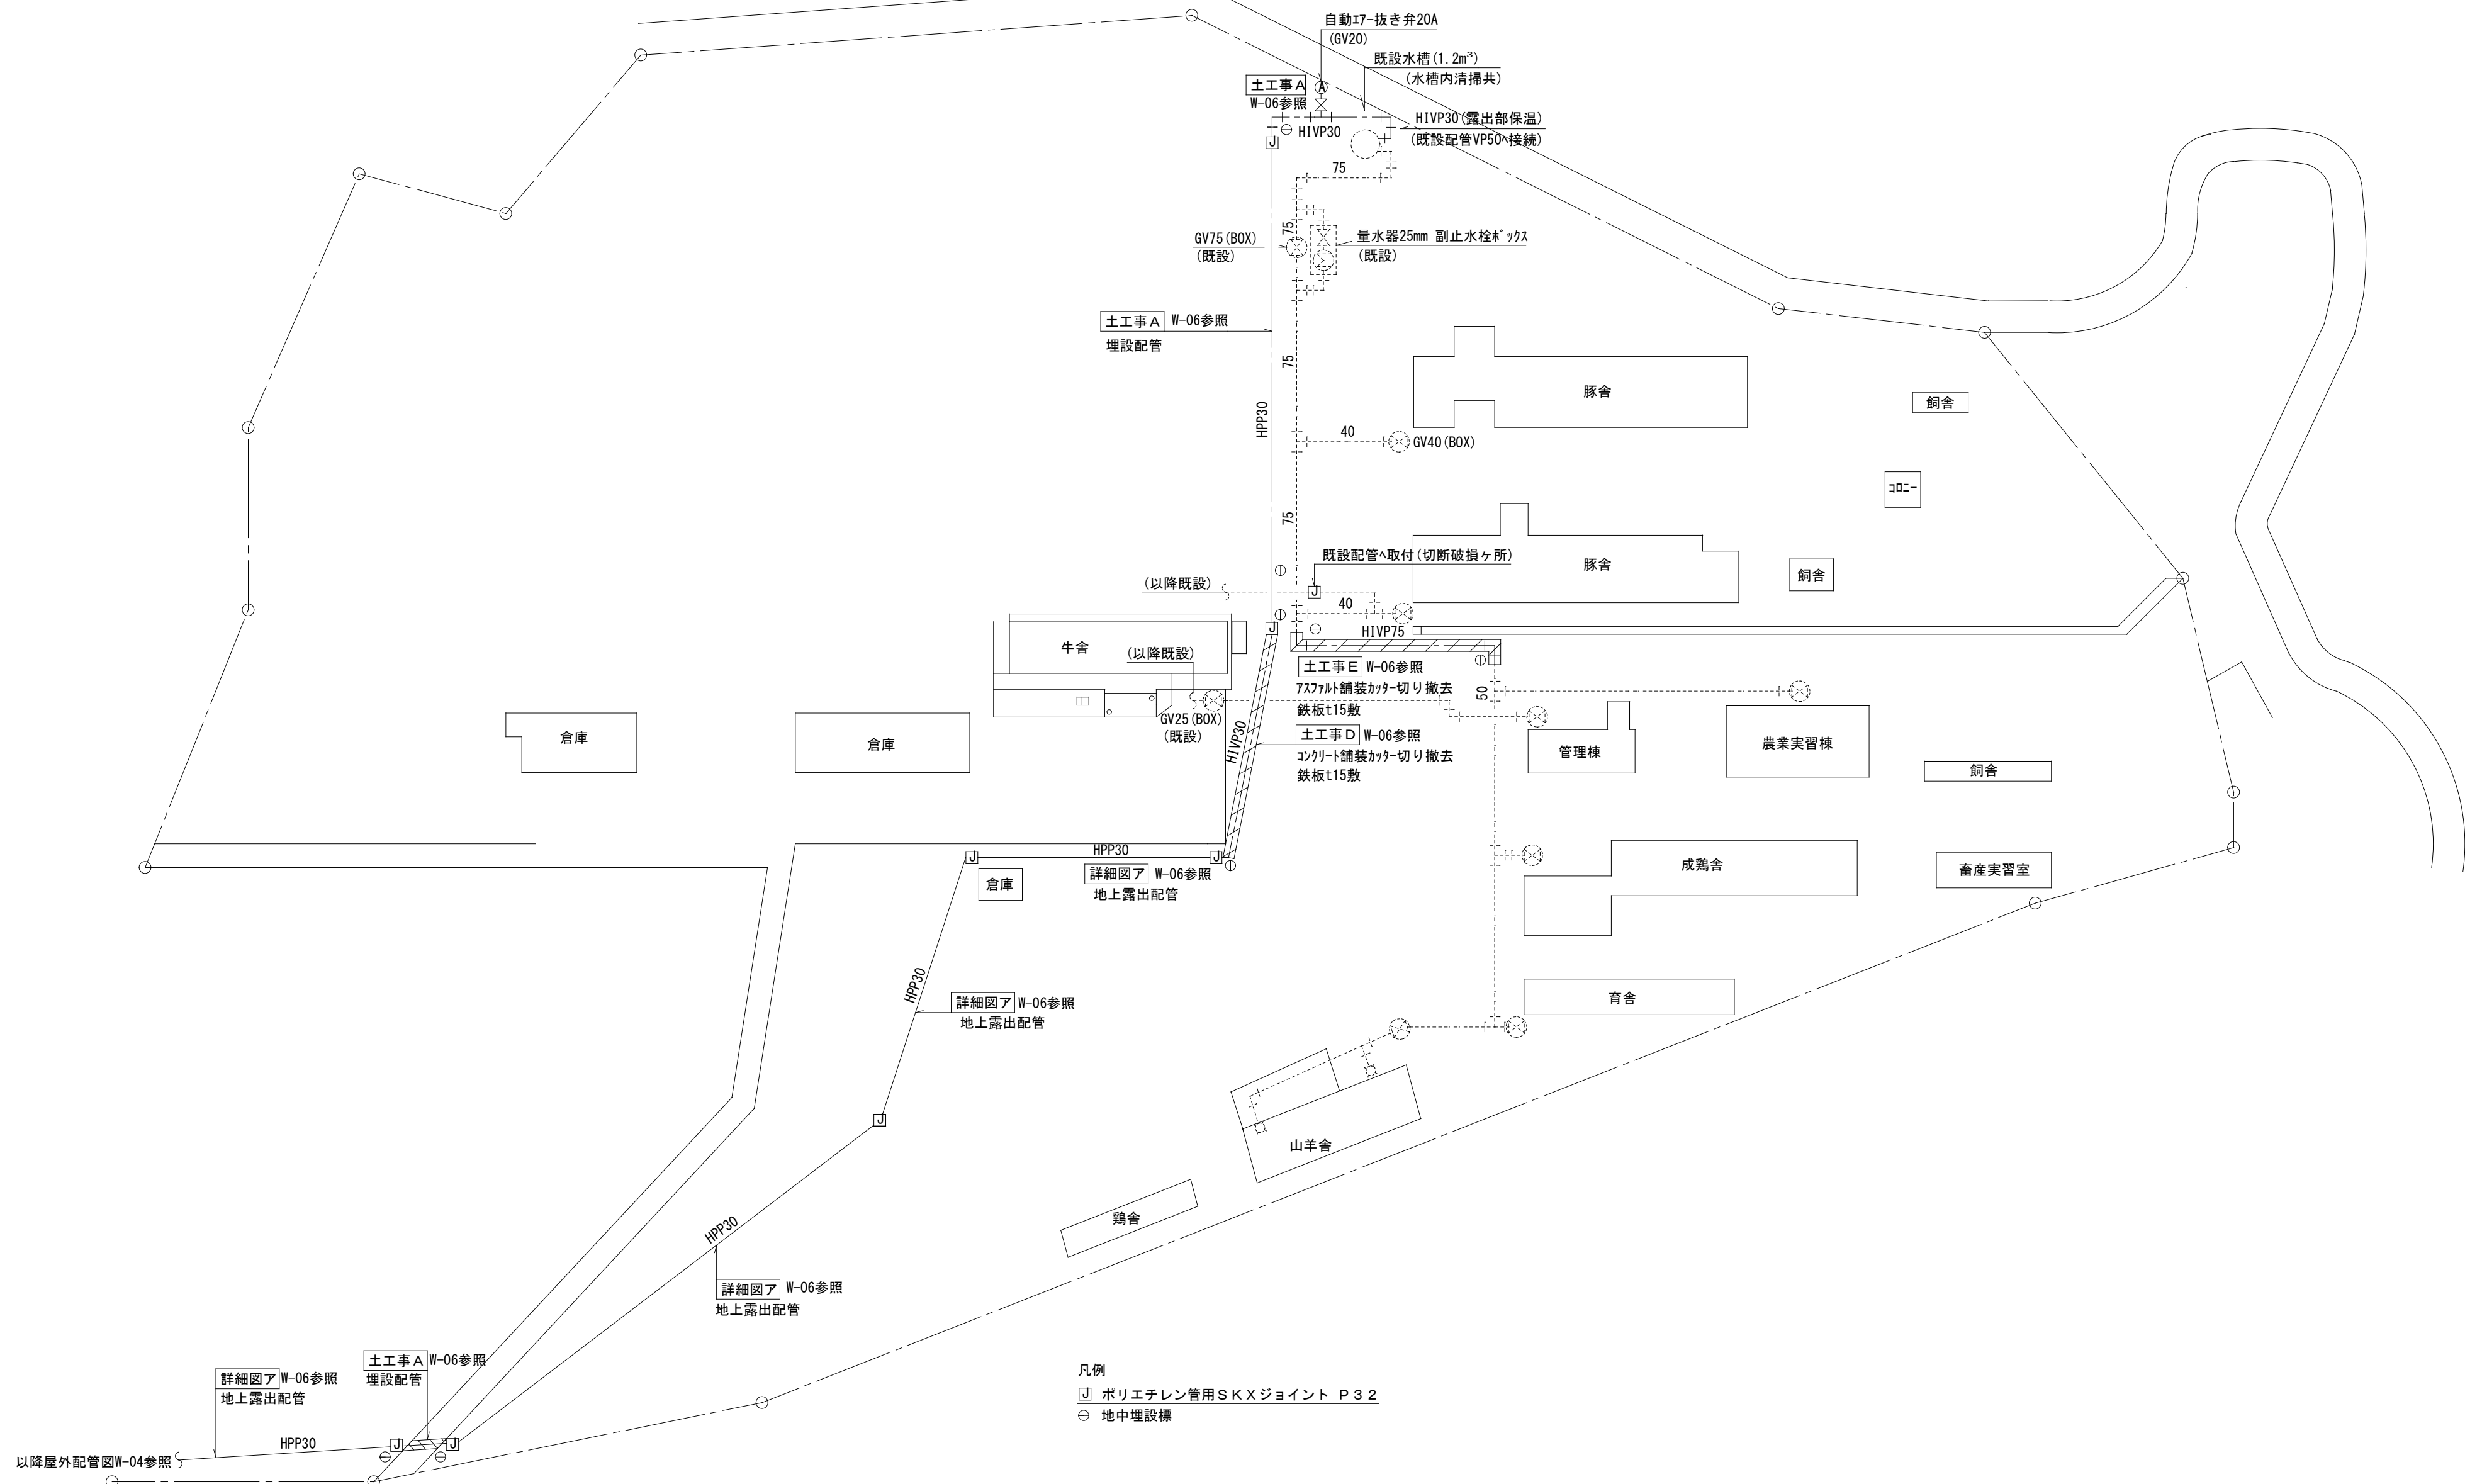 自動ｴｱｰ抜き弁20A
(GV20)
既設水槽(1.2m³)
(水槽内清掃共)
土工事A
W-06参照
A
HIVP30
HIVP30(露出部保温)
(既設配管VP50へ接続)
J
75
75
GV75(BOX)
(既設)
量水器25mm 副止水栓ﾎﾞｯｸｽ
(既設)
土工事A W-06参照
埋設配管
75
豚舎
飼舎
HPP30
40
GV40(BOX)
ｺﾛﾆｰ
75
既設配管へ取付(切断破損ヶ所)
豚舎
飼舎
(以降既設)
J
40
J
HIVP75
牛舎
(以降既設)
土工事E W-06参照
ｱｽﾌｧﾙﾄ舗装ｶｯﾀｰ切り撤去
鉄板t15敷
50
GV25(BOX)
(既設)
HIVP30
土工事D W-06参照
ｺﾝｸﾘｰﾄ舗装ｶｯﾀｰ切り撤去
鉄板t15敷
倉庫
倉庫
管理棟
農業実習棟
飼舎
J
HPP30
J
倉庫
詳細図ア W-06参照
地上露出配管
成鶏舎
畜産実習室
HPP30
詳細図ア W-06参照
地上露出配管
育舎
J
山羊舎
鶏舎
HPP30
詳細図ア W-06参照
地上露出配管
土工事A W-06参照
埋設配管
詳細図ア W-06参照
地上露出配管
HPP30
J
J
以降屋外配管図W-04参照
凡例
J ポリエチレン管用SKXジョイント P32
地中埋設標